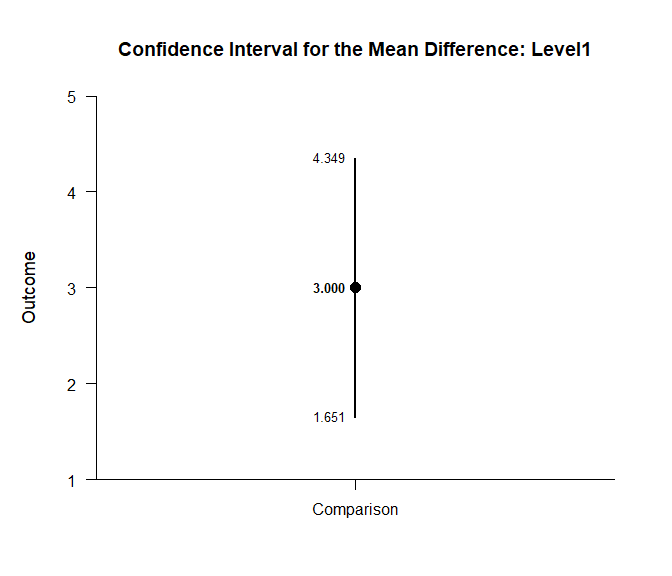 Confidence Interval for the Mean Difference: Level1
5
4
3
2
1
Outcome
4.349
3.000
1.651
Comparison